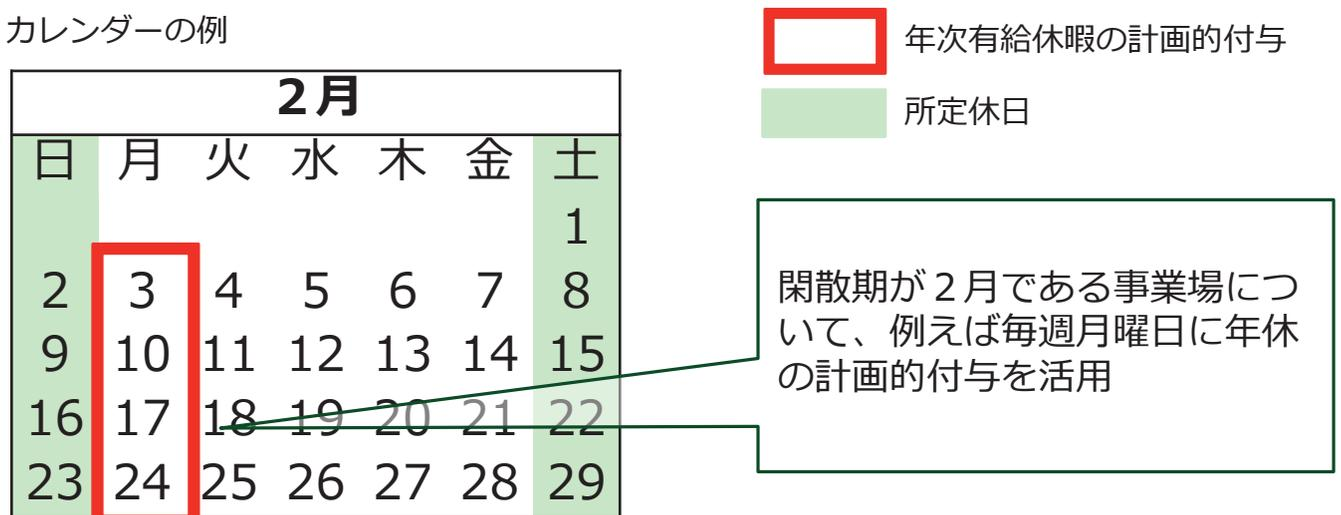 カレンダーの例
年次有給休暇の計画的付与
所定休日
２月
日 月 火 水 木 金 土
1
2 3 4 5 6 7 8
9 10 11 12 13 14 15
16 17 18 19 20 21 22
23 24 25 26 27 28 29
閑散期が２月である事業場につ
いて、例えば毎週月曜日に年休
の計画的付与を活用